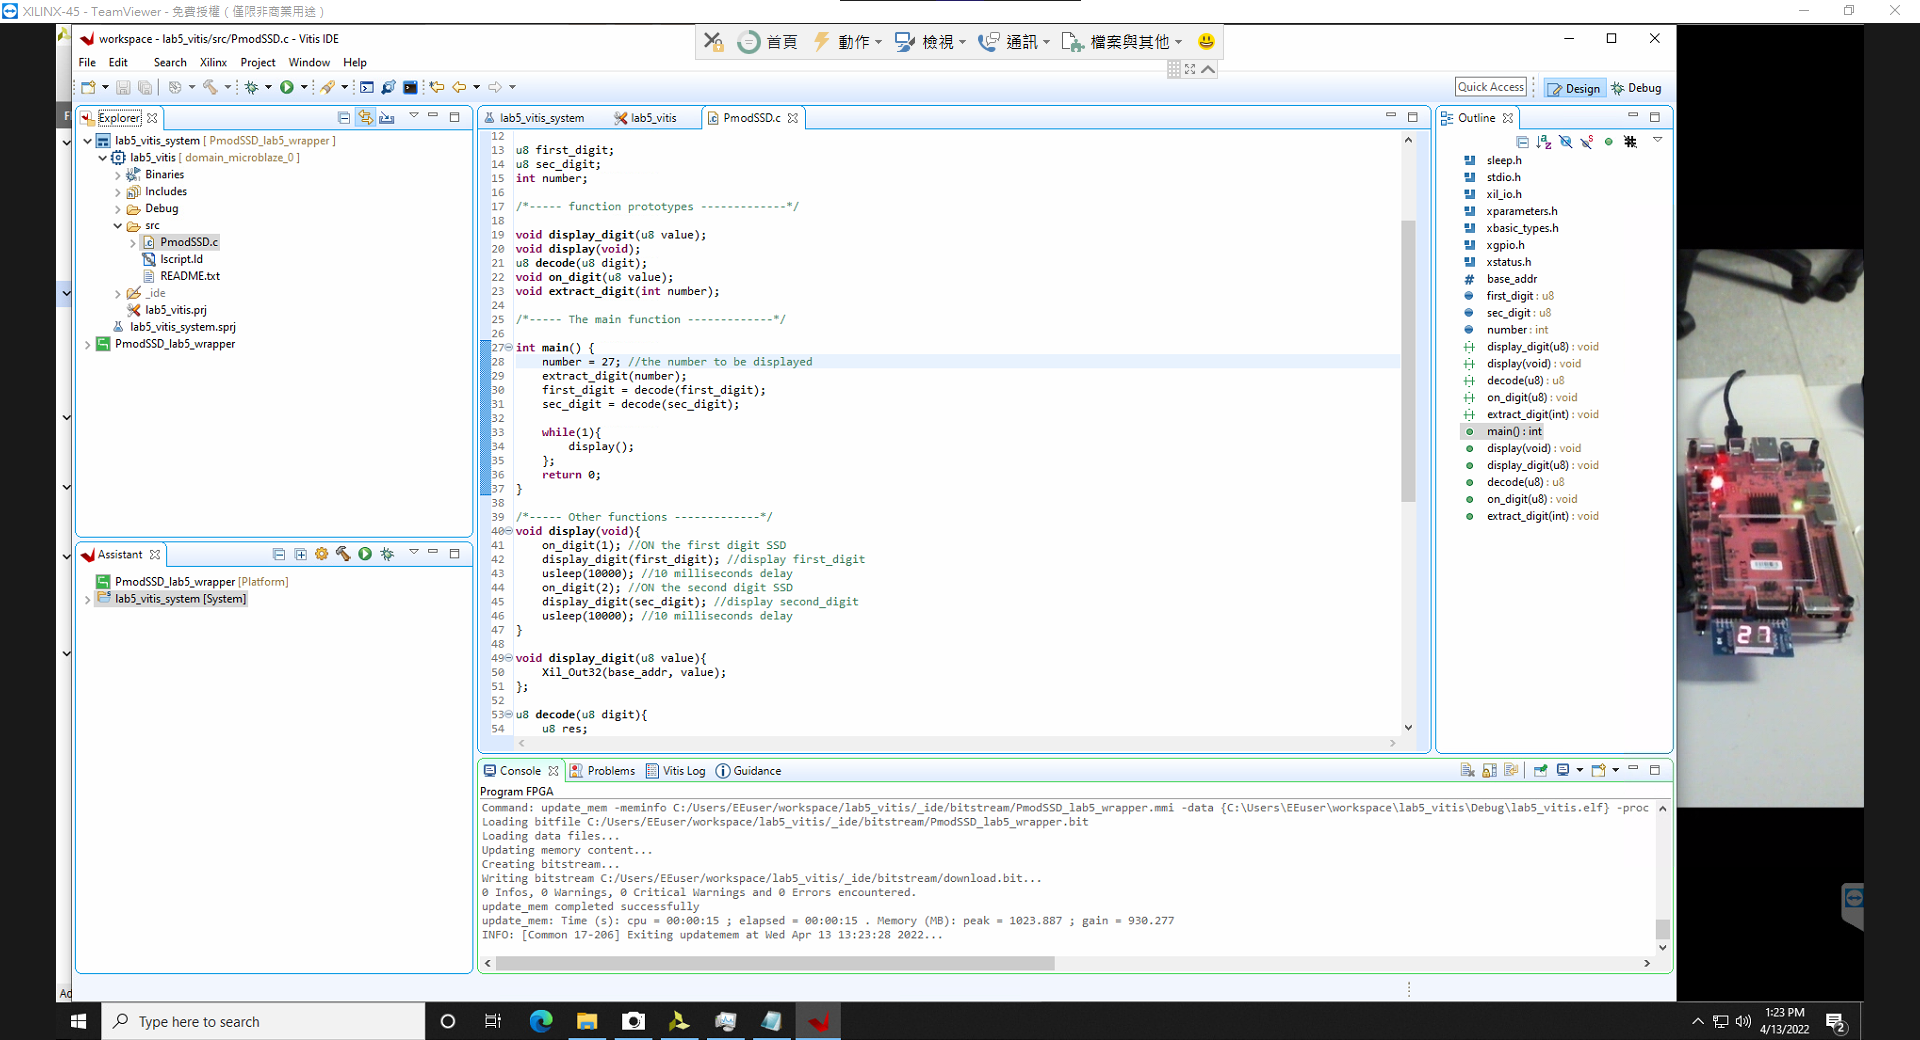 XILINX-45 - TeamViewer - 免費授權 ( 僅限非商業用途 )
workspace - lab5_vitis/src/PmodSSD.c - Vitis IDE
首頁 動作 檢視 通訊 檔案與其他
File Edit Search Xilinx Project Window Help
Quick Access Design Debug
Explorer
lab5_vitis_system [ PmodSSD_lab5_wrapper ]
lab5_vitis [ domain_microblaze_0 ]
Binaries
Includes
Debug
src
PmodSSD.c
lscript.ld
README.txt
_ide
lab5_vitis.prj
lab5_vitis_system.sprj
PmodSSD_lab5_wrapper
Assistant
PmodSSD_lab5_wrapper [Platform]
lab5_vitis_system [System]
lab5_vitis_system lab5_vitis PmodSSD.c
12
13 u8 first_digit;
14 u8 sec_digit;
15 int number;
16
17 /*----- function prototypes -------------*/
18
19 void display_digit(u8 value);
20 void display(void);
21 u8 decode(u8 digit);
22 void on_digit(u8 value);
23 void extract_digit(int number);
24
25 /*----- The main function -------------*/
26
27 int main() {
28 number = 27; //the number to be displayed
29 extract_digit(number);
30 first_digit = decode(first_digit);
31 sec_digit = decode(sec_digit);
32
33 while(1){
34 display();
35 };
36 return 0;
37 }
38
39 /*----- Other functions -------------*/
40 void display(void){
41 on_digit(1); //ON the first digit SSD
42 display_digit(first_digit); //display first_digit
43 usleep(10000); //10 milliseconds delay
44 on_digit(2); //ON the second digit SSD
45 display_digit(sec_digit); //display second_digit
46 usleep(10000); //10 milliseconds delay
47 }
48
49 void display_digit(u8 value){
50 Xil_Out32(base_addr, value);
51 };
52
53 u8 decode(u8 digit){
54 u8 res;
Outline
sleep.h
stdio.h
xil_io.h
xparameters.h
xbasic_types.h
xgpio.h
xstatus.h
base_addr
first_digit : u8
sec_digit : u8
number : int
display_digit(u8) : void
display(void) : void
decode(u8) : u8
on_digit(u8) : void
extract_digit(int) : void
main() : int
display(void) : void
display_digit(u8) : void
decode(u8) : u8
on_digit(u8) : void
extract_digit(int) : void
27
Console Problems Vitis Log Guidance
Program FPGA
Command: update_mem -meminfo C:/Users/EEuser/workspace/lab5_vitis/_ide/bitstream/PmodSSD_lab5_wrapper.mmi -data {C:\Users\EEuser\workspace\lab5_vitis\Debug\lab5_vitis.elf} -proc
Loading bitfile C:/Users/EEuser/workspace/lab5_vitis/_ide/bitstream/PmodSSD_lab5_wrapper.bit
Loading data files...
Updating memory content...
Creating bitstream...
Writing bitstream C:/Users/EEuser/workspace/lab5_vitis/_ide/bitstream/download.bit...
0 Infos, 0 Warnings, 0 Critical Warnings and 0 Errors encountered.
update_mem completed successfully
update_mem: Time (s): cpu = 00:00:15 ; elapsed = 00:00:15 . Memory (MB): peak = 1023.887 ; gain = 930.277
INFO: [Common 17-206] Exiting updatemem at Wed Apr 13 13:23:28 2022...
Type here to search
1:23 PM
4/13/2022
2